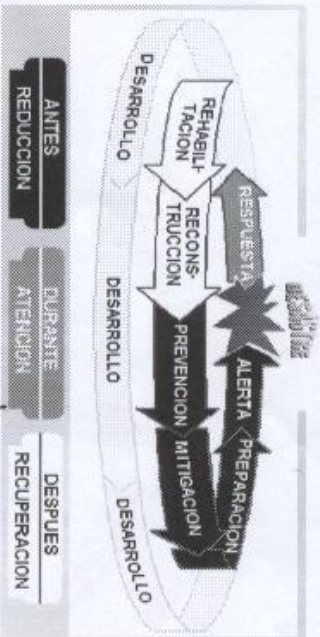 RESPUESTA
ALERTA
PREPARACION
REHABILI-
TACION
RECONS-
TRUCCION
PREVENCION
MITIGACION
DESARROLLO
DESARROLLO
DESARROLLO
ANTES
REDUCCION
DURANTE
ATENCION
DESPUES
RECUPERACION